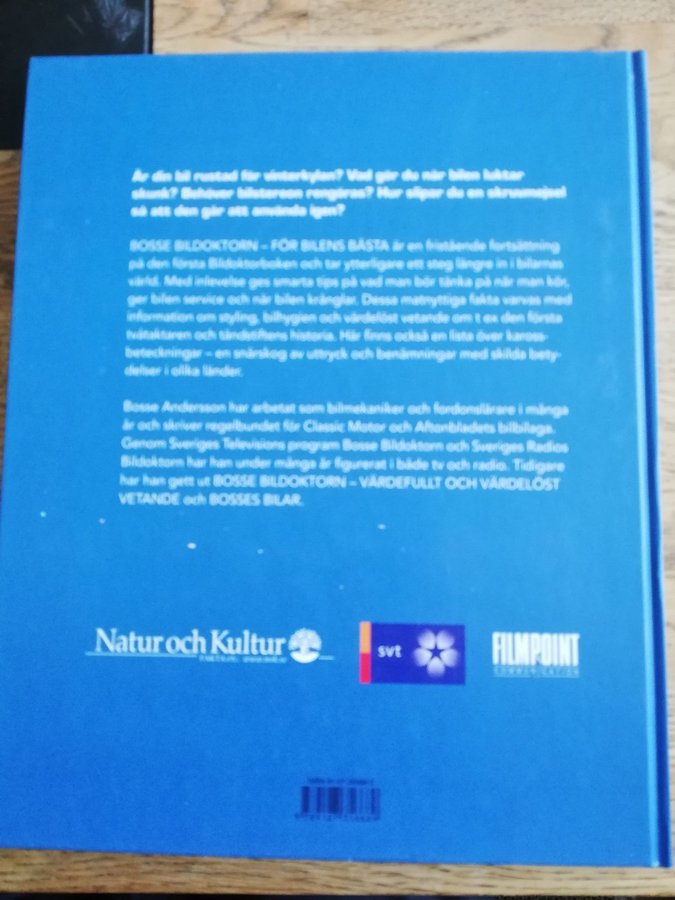 Är din bil rustad för vinterkylan? Vad gör du när bilen luktar
skunk? Behöver bilstereon rengöras? Hur slipar du en skruvmejsel
så att den går att använda igen?
BOSSE BILDOKTORN – FÖR BILENS BÄSTA är en fristående fortsättning
på den första Bildoktorboken och tar ytterligare ett steg längre in i bilarnas
värld. Med inlevelse ges smarta tips på vad man bör tänka på när man kör,
ger bilen service och när bilen krånglar. Dessa matnyttiga fakta varvas med
information om styling, bilhygien och värdelöst vetande om t ex den första
tvåtaktaren och tändstiftens historia. Här finns också en lista över kaross-
beteckningar – en snårskog av uttryck och benämningar med skilda bety-
delser i olika länder.
Bosse Andersson har arbetat som bilmekaniker och fordonslärare i många
år och skriver regelbundet för Classic Motor och Aftonbladets bilbilaga.
Genom Sveriges Televisions program Bosse Bildoktorn och Sveriges Radios
Bildoktorn har han under många år figurerat i både tv och radio. Tidigare
har han gett ut BOSSE BILDOKTORN – VÄRDEFULLT OCH VÄRDELÖST
VETANDE och BOSSES BILAR.
Natur och Kultur
svt
FILMPOINT
COMMUNICATION